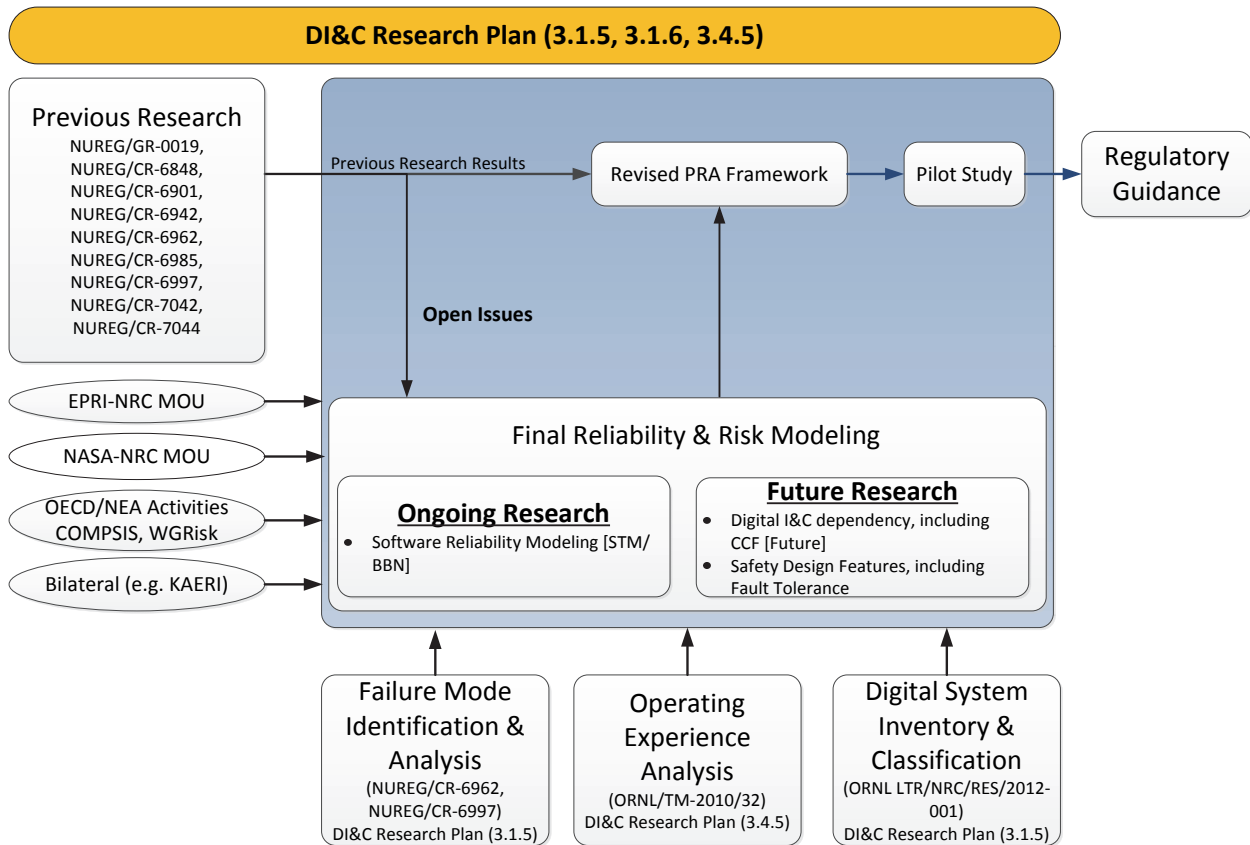 DI&C Research Plan (3.1.5, 3.1.6, 3.4.5)
Previous Research
NUREG/GR-0019,
NUREG/CR-6848,
NUREG/CR-6901,
NUREG/CR-6942,
NUREG/CR-6962,
NUREG/CR-6985,
NUREG/CR-6997,
NUREG/CR-7042,
NUREG/CR-7044
Previous Research Results
Revised PRA Framework
Pilot Study
Regulatory
Guidance
Open Issues
EPRI-NRC MOU
NASA-NRC MOU
OECD/NEA Activities
COMPSIS, WGRisk
Bilateral (e.g. KAERI)
Final Reliability & Risk Modeling
Ongoing Research
• Software Reliability Modeling [STM/
BBN]
Future Research
• Digital I&C dependency, including
CCF [Future]
• Safety Design Features, including
Fault Tolerance
Failure Mode
Identification &
Analysis
(NUREG/CR-6962,
NUREG/CR-6997)
DI&C Research Plan (3.1.5)
Operating
Experience
Analysis
(ORNL/TM-2010/32)
DI&C Research Plan (3.4.5)
Digital System
Inventory &
Classification
(ORNL LTR/NRC/RES/2012-
001)
DI&C Research Plan (3.1.5)